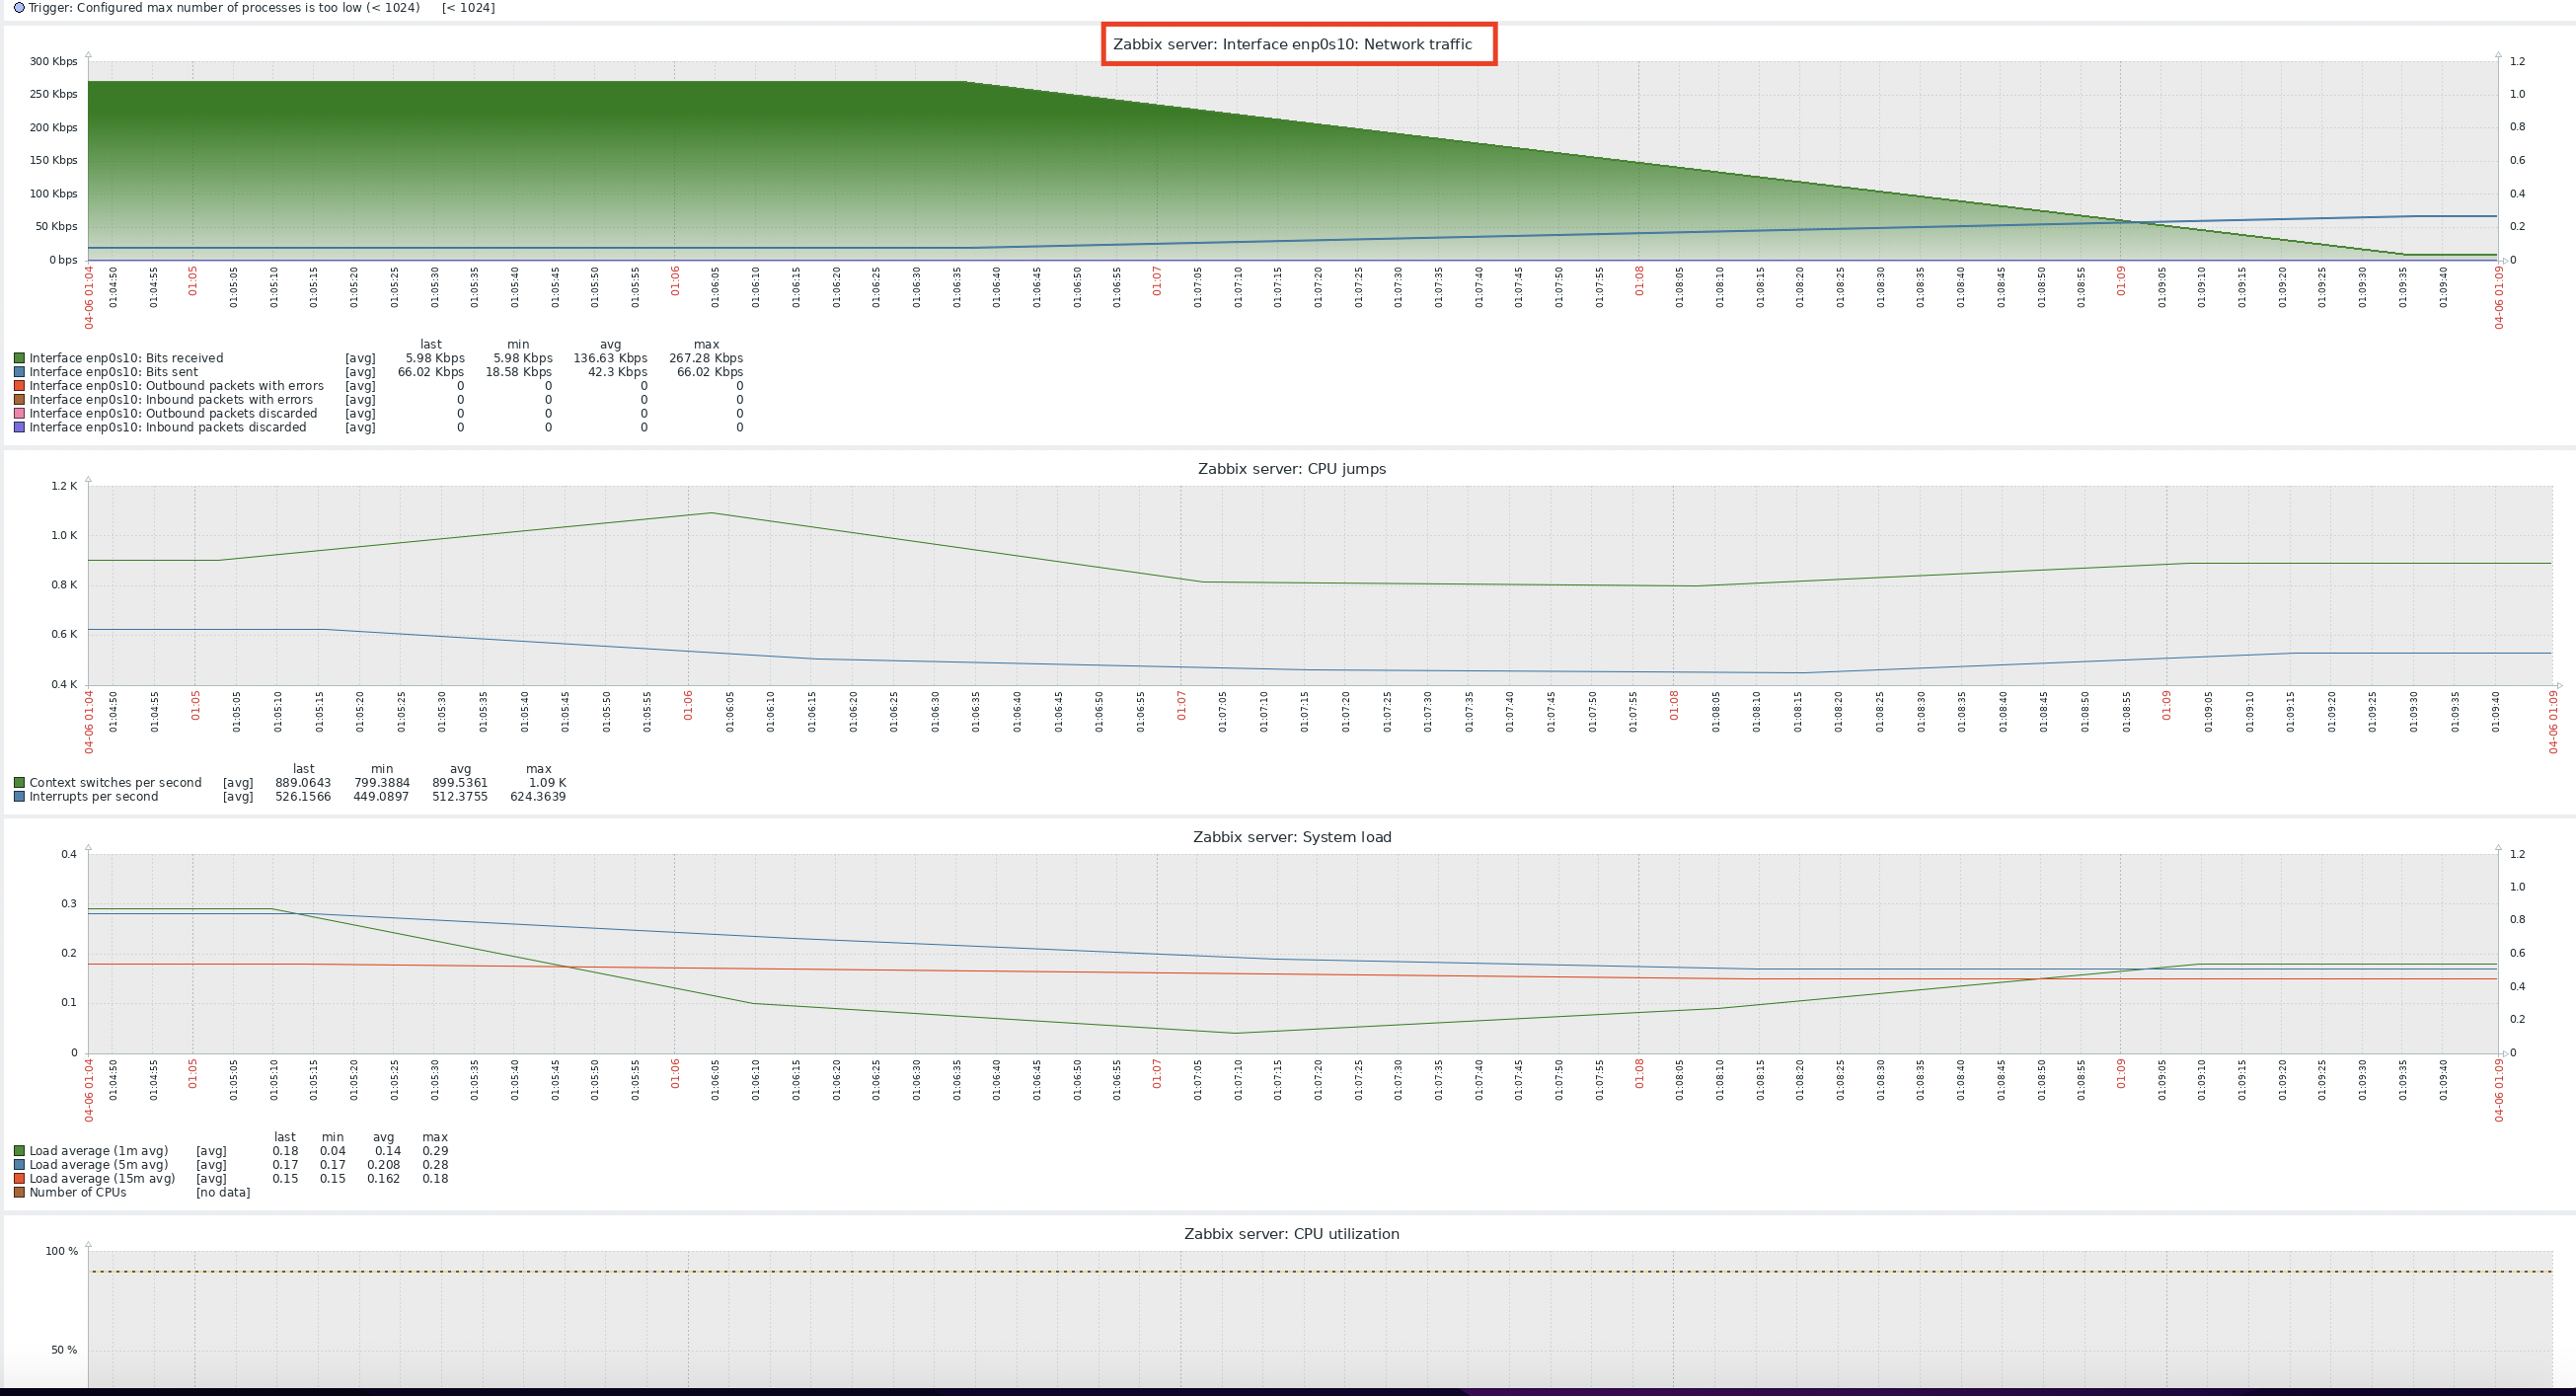 Trigger: Configured max number of processes is too low (< 1024) [< 1024]
Zabbix server: Interface enp0s10: Network traffic
300 Kbps
250 Kbps
200 Kbps
150 Kbps
100 Kbps
50 Kbps
0 bps
1.2
1.0
0.8
0.6
0.4
0.2
0
04-06 01:04 01:04:50 01:04:55 01:05 01:05:05 01:05:10 01:05:15 01:05:20 01:05:25 01:05:30 01:05:35 01:05:40 01:05:45 01:05:50 01:05:55 01:06 01:06:05 01:06:10 01:06:15 01:06:20 01:06:25 01:06:30 01:06:35 01:06:40 01:06:45 01:06:50 01:06:55 01:07 01:07:05 01:07:10 01:07:15 01:07:20 01:07:25 01:07:30 01:07:35 01:07:40 01:07:45 01:07:50 01:07:55 01:08 01:08:05 01:08:10 01:08:15 01:08:20 01:08:25 01:08:30 01:08:35 01:08:40 01:08:45 01:08:50 01:08:55 01:09 01:09:05 01:09:10 01:09:15 01:09:20 01:09:25 01:09:30 01:09:35 01:09:40 04-06 01:09
last min avg max
Interface enp0s10: Bits received [avg] 5.98 Kbps 5.98 Kbps 136.63 Kbps 267.28 Kbps
Interface enp0s10: Bits sent [avg] 66.02 Kbps 18.58 Kbps 42.3 Kbps 66.02 Kbps
Interface enp0s10: Outbound packets with errors [avg] 0 0 0 0
Interface enp0s10: Inbound packets with errors [avg] 0 0 0 0
Interface enp0s10: Outbound packets discarded [avg] 0 0 0 0
Interface enp0s10: Inbound packets discarded [avg] 0 0 0 0
Zabbix server: CPU jumps
1.2 K
1.0 K
0.8 K
0.6 K
0.4 K
04-06 01:04 01:04:50 01:04:55 01:05 01:05:05 01:05:10 01:05:15 01:05:20 01:05:25 01:05:30 01:05:35 01:05:40 01:05:45 01:05:50 01:05:55 01:06 01:06:05 01:06:10 01:06:15 01:06:20 01:06:25 01:06:30 01:06:35 01:06:40 01:06:45 01:06:50 01:06:55 01:07 01:07:05 01:07:10 01:07:15 01:07:20 01:07:25 01:07:30 01:07:35 01:07:40 01:07:45 01:07:50 01:07:55 01:08 01:08:05 01:08:10 01:08:15 01:08:20 01:08:25 01:08:30 01:08:35 01:08:40 01:08:45 01:08:50 01:08:55 01:09 01:09:05 01:09:10 01:09:15 01:09:20 01:09:25 01:09:30 01:09:35 01:09:40 04-06 01:09
last min avg max
Context switches per second [avg] 889.0643 799.3884 899.5361 1.09 K
Interrupts per second [avg] 526.1566 449.0897 512.3755 624.3639
Zabbix server: System load
0.4
0.3
0.2
0.1
0
1.2
1.0
0.8
0.6
0.4
0.2
0
04-06 01:04 01:04:50 01:04:55 01:05 01:05:05 01:05:10 01:05:15 01:05:20 01:05:25 01:05:30 01:05:35 01:05:40 01:05:45 01:05:50 01:05:55 01:06 01:06:05 01:06:10 01:06:15 01:06:20 01:06:25 01:06:30 01:06:35 01:06:40 01:06:45 01:06:50 01:06:55 01:07 01:07:05 01:07:10 01:07:15 01:07:20 01:07:25 01:07:30 01:07:35 01:07:40 01:07:45 01:07:50 01:07:55 01:08 01:08:05 01:08:10 01:08:15 01:08:20 01:08:25 01:08:30 01:08:35 01:08:40 01:08:45 01:08:50 01:08:55 01:09 01:09:05 01:09:10 01:09:15 01:09:20 01:09:25 01:09:30 01:09:35 01:09:40 04-06 01:09
last min avg max
Load average (1m avg) [avg] 0.18 0.04 0.14 0.29
Load average (5m avg) [avg] 0.17 0.17 0.208 0.28
Load average (15m avg) [avg] 0.15 0.15 0.162 0.18
Number of CPUs [no data]
Zabbix server: CPU utilization
100 %
50 %